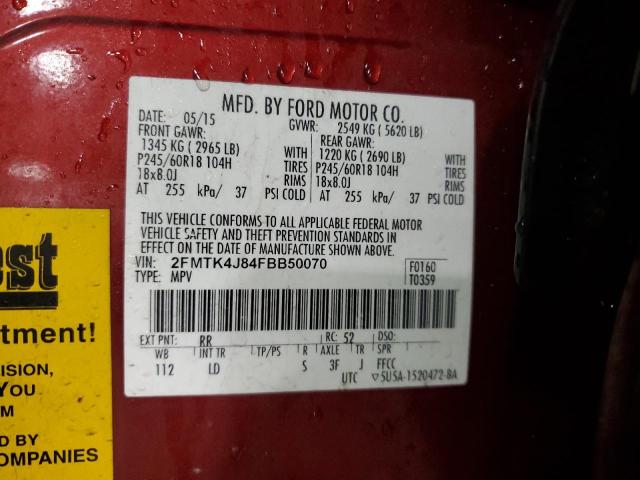 MFD. BY FORD MOTOR CO.
DATE: 05/15 GVWR: 2549 KG ( 5620 LB)
FRONT GAWR: REAR GAWR:
1345 KG ( 2965 LB) WITH 1220 KG ( 2690 LB) WITH
P245/60R18 104H TIRES P245/60R18 104H TIRES
18x8.0J RIMS 18x8.0J RIMS
AT 255 kPa/ 37 PSI COLD AT 255 kPa/ 37 PSI COLD
THIS VEHICLE CONFORMS TO ALL APPLICABLE FEDERAL MOTOR
VEHICLE SAFETY AND THEFT PREVENTION STANDARDS IN
EFFECT ON THE DATE OF MANUFACTURE SHOWN ABOVE.
VIN: 2FMTK4J84FBB50070 F0160
TYPE: MPV T0359
EXT PNT: RR RC: 52 DSO:
WB INT TR TP/PS R AXLE TR SPR
112 LD S 3F J FFCC
UTC ▽5U5A-1520472-BA
est
tment!
LISION,
YOU
M
D BY
OMPANIES